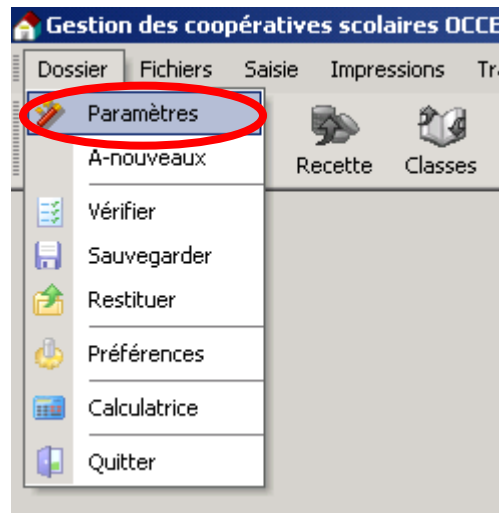 Gestion des coopératives scolaires OCCE
Dossier Fichiers Saisie Impressions Tr
Paramètres
A-nouveaux
Recette Classes
Vérifier
Sauvegarder
Restituer
Préférences
Calculatrice
Quitter